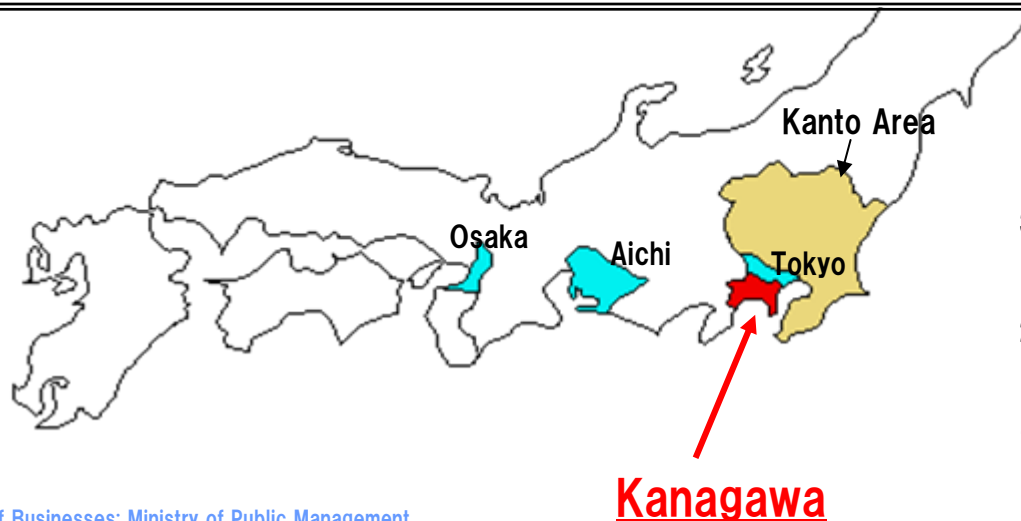 Kanto Area
Osaka
Aichi
Tokyo
Kanagawa
Businesses: Ministry of Public Management